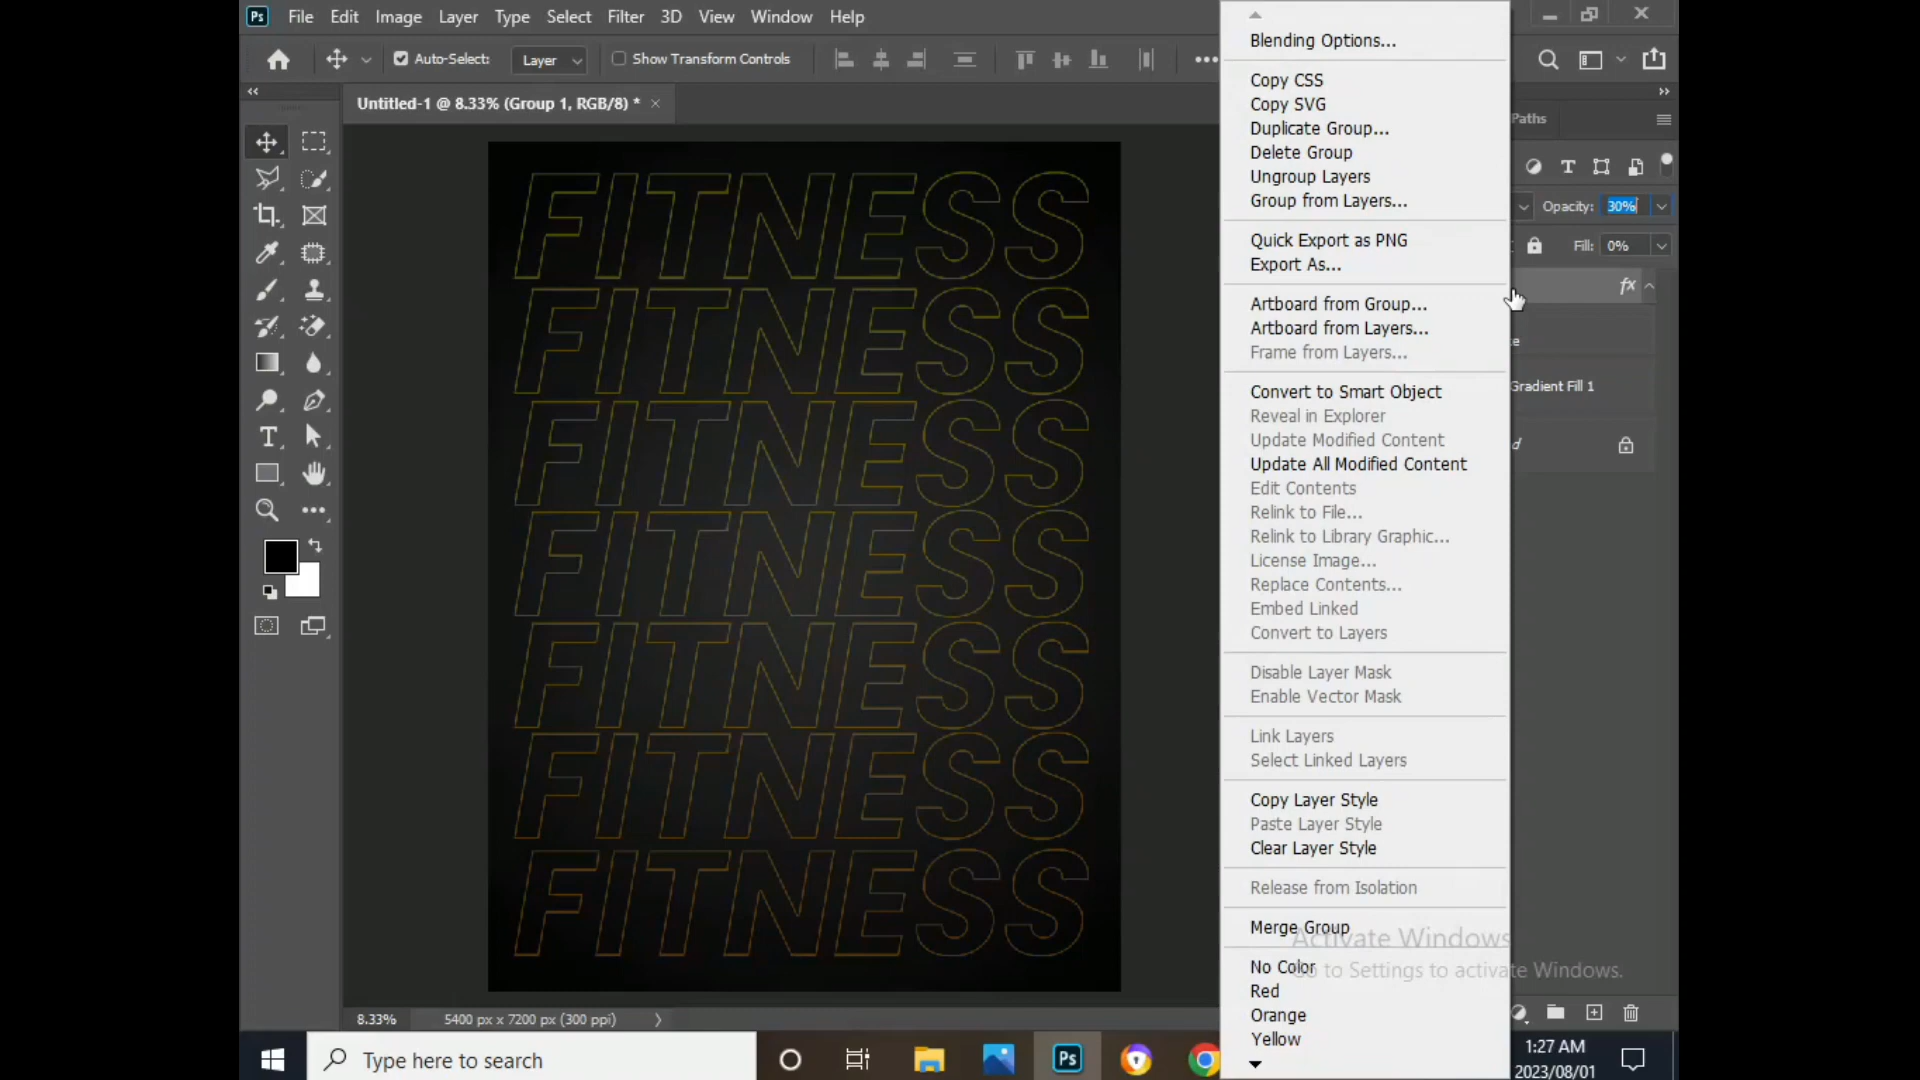 Ps File Edit Image Layer Type Select Filter 3D View Window Help
Auto-Select: Layer Show Transform Controls
Untitled-1 @ 8.33% (Group 1, RGB/8) *
Paths
Opacity: 30%
Fill: 0%
fx
Gradient Fill 1
FITNESS
FITNESS
FITNESS
FITNESS
FITNESS
FITNESS
FITNESS
Blending Options...
Copy CSS
Copy SVG
Duplicate Group...
Delete Group
Ungroup Layers
Group from Layers...
Quick Export as PNG
Export As...
Artboard from Group...
Artboard from Layers...
Frame from Layers...
Convert to Smart Object
Reveal in Explorer
Update Modified Content
Update All Modified Content
Edit Contents
Relink to File...
Relink to Library Graphic...
License Image...
Replace Contents...
Embed Linked
Convert to Layers
Disable Layer Mask
Enable Vector Mask
Link Layers
Select Linked Layers
Copy Layer Style
Paste Layer Style
Clear Layer Style
Release from Isolation
Merge Group
Activate Windows
No Color
Go to Settings to activate Windows.
Red
Orange
Yellow
8.33% 5400 px x 7200 px (300 ppi)
Type here to search
Ps
1:27 AM
2023/08/01